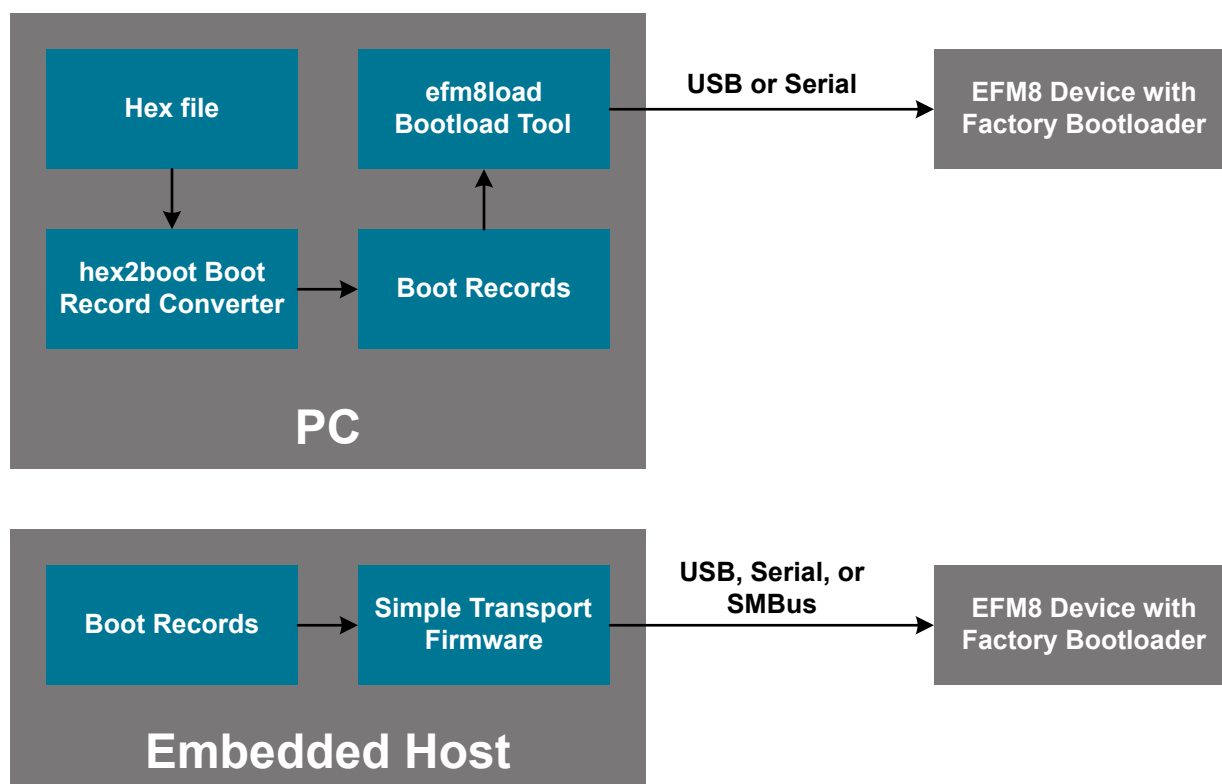 Hex file
efm8load
Bootload Tool
USB or Serial
EFM8 Device with
Factory Bootloader
hex2boot Boot
Record Converter
Boot Records
PC
Boot Records
Simple Transport
Firmware
USB, Serial, or
SMBus
EFM8 Device with
Factory Bootloader
Embedded Host